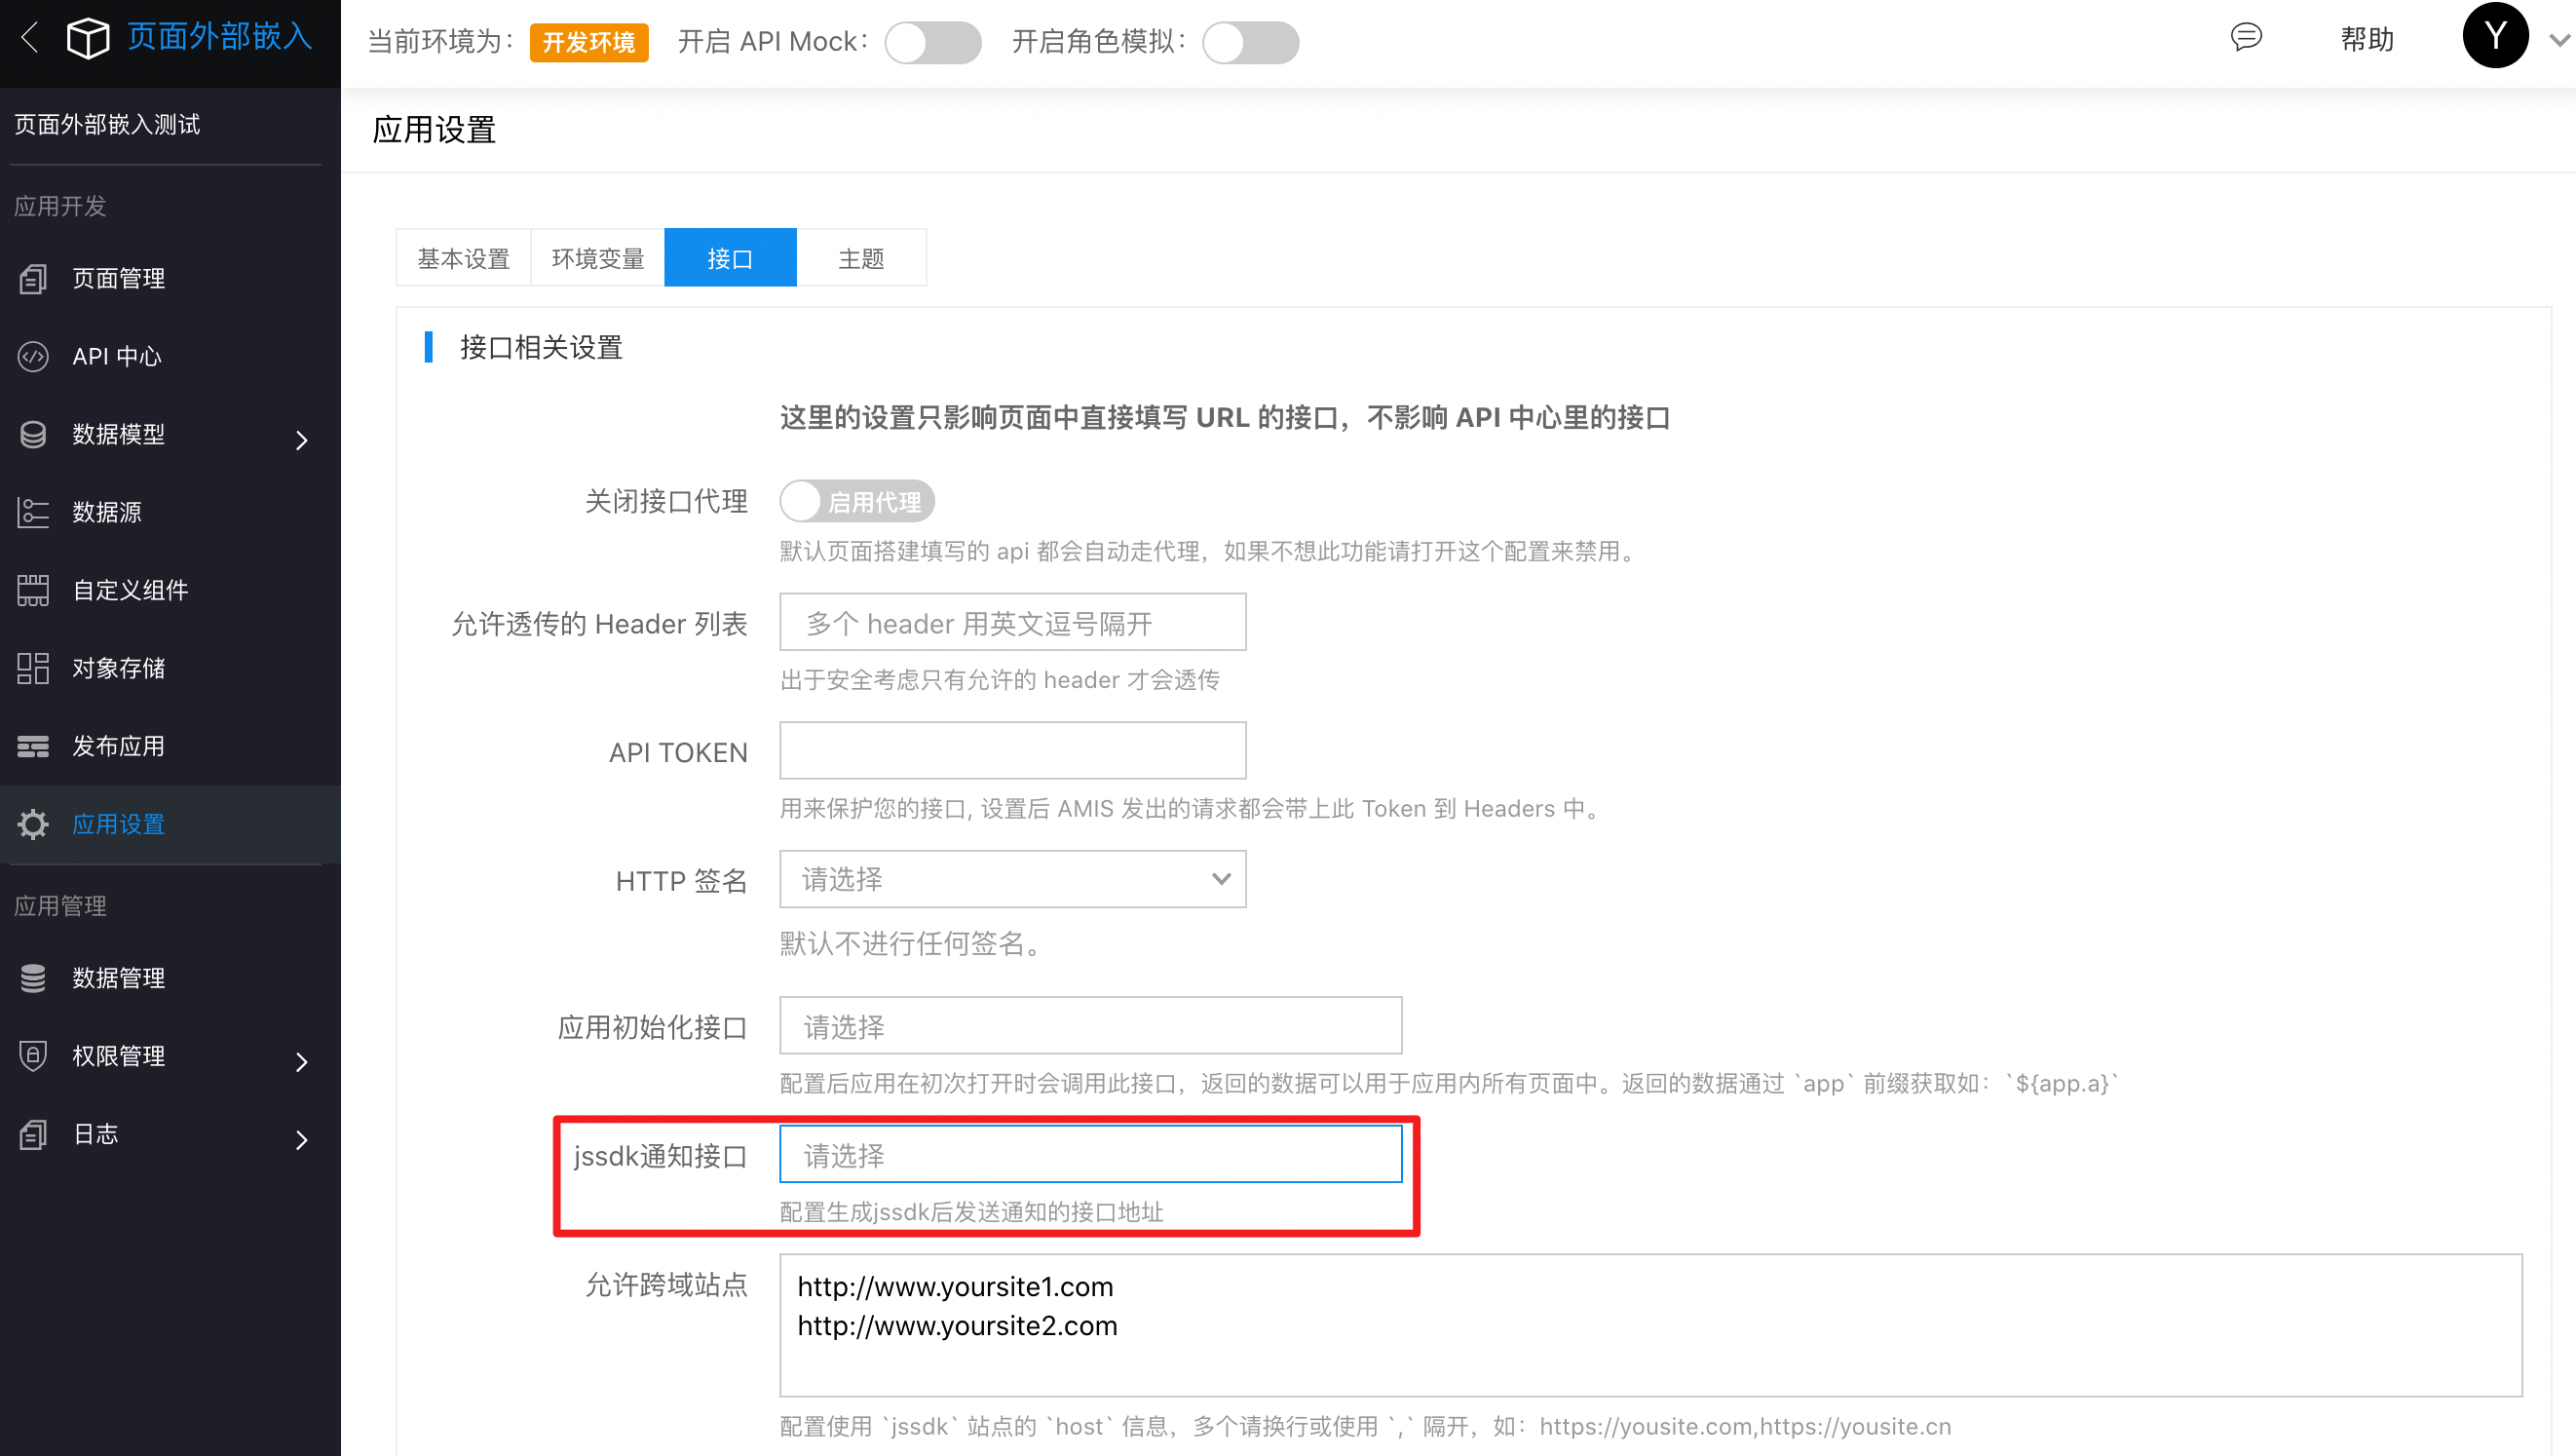 页面外部嵌入
当前环境为：
开发环境
开启 API Mock：
开启角色模拟：
帮助
Y
页面外部嵌入测试
应用开发
页面管理
API 中心
数据模型
数据源
自定义组件
对象存储
发布应用
应用设置
应用管理
数据管理
权限管理
日志
应用设置
基本设置
环境变量
接口
主题
接口相关设置
这里的设置只影响页面中直接填写 URL 的接口，不影响 API 中心里的接口
关闭接口代理
启用代理
默认页面搭建填写的 api 都会自动走代理，如果不想此功能请打开这个配置来禁用。
允许透传的 Header 列表
多个 header 用英文逗号隔开
出于安全考虑只有允许的 header 才会透传
API TOKEN
用来保护您的接口, 设置后 AMIS 发出的请求都会带上此 Token 到 Headers 中。
HTTP 签名
请选择
默认不进行任何签名。
应用初始化接口
请选择
配置后应用在初次打开时会调用此接口，返回的数据可以用于应用内所有页面中。返回的数据通过 `app` 前缀获取如：`${app.a}`
jssdk通知接口
请选择
配置生成jssdk后发送通知的接口地址
允许跨域站点
http://www.yoursite1.com
http://www.yoursite2.com
配置使用 `jssdk` 站点的 `host` 信息，多个请换行或使用 `,` 隔开，如：https://yousite.com,https://yousite.cn